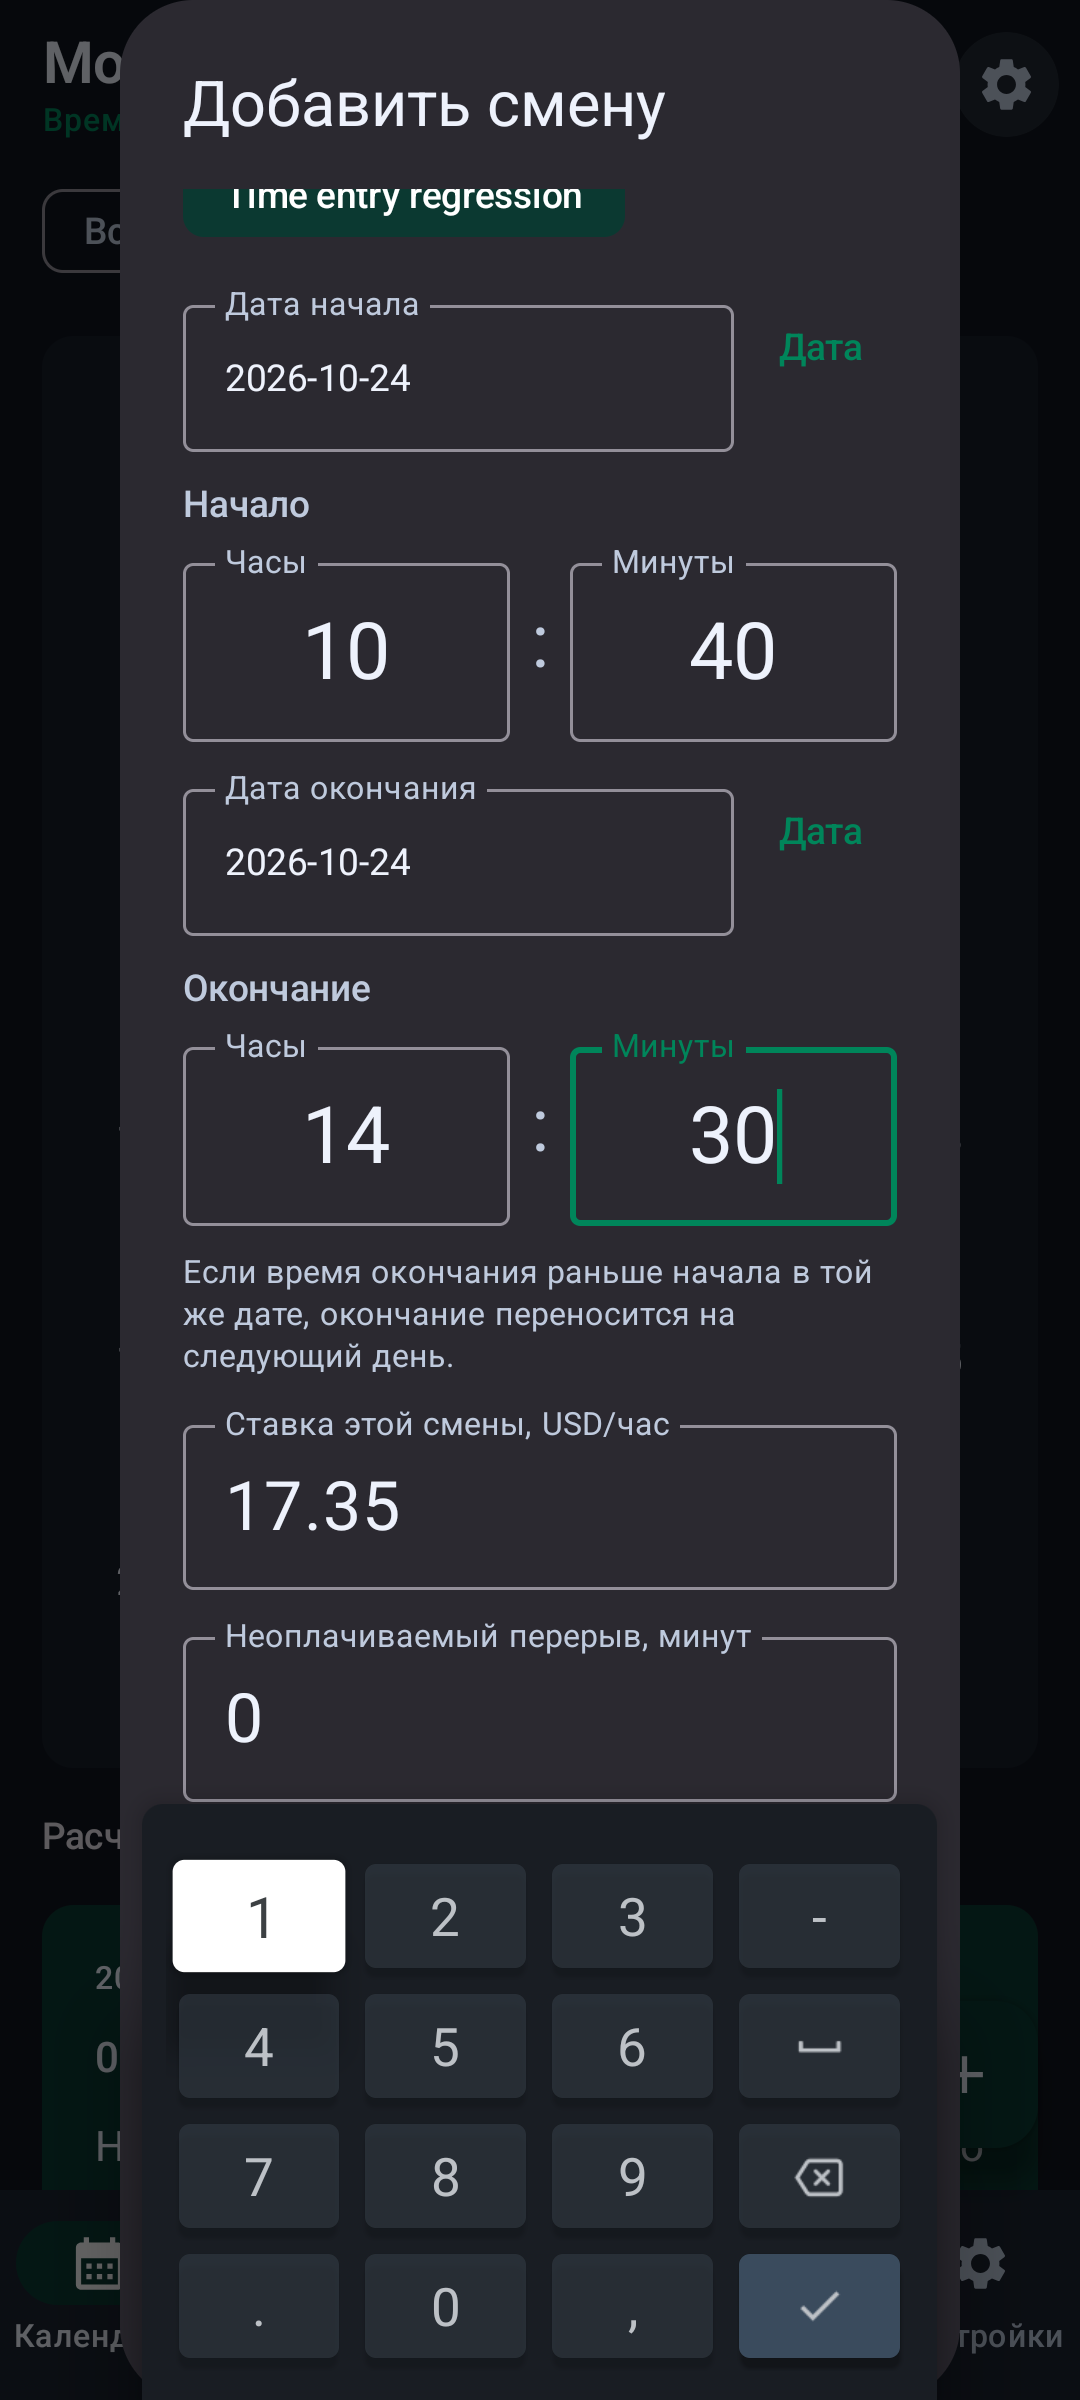 Добавить смену
Time entry regression
Дата начала
2026-10-24
Дата
Начало
Часы
Минуты
10
:
40
Дата окончания
2026-10-24
Дата
Окончание
Часы
Минуты
14
:
30
Если время окончания раньше начала в той
же дате, окончание переносится на
следующий день.
Ставка этой смены, USD/час
17.35
Неоплачиваемый перерыв, минут
0
1
2
3
-
4
5
6
7
8
9
.
0
,